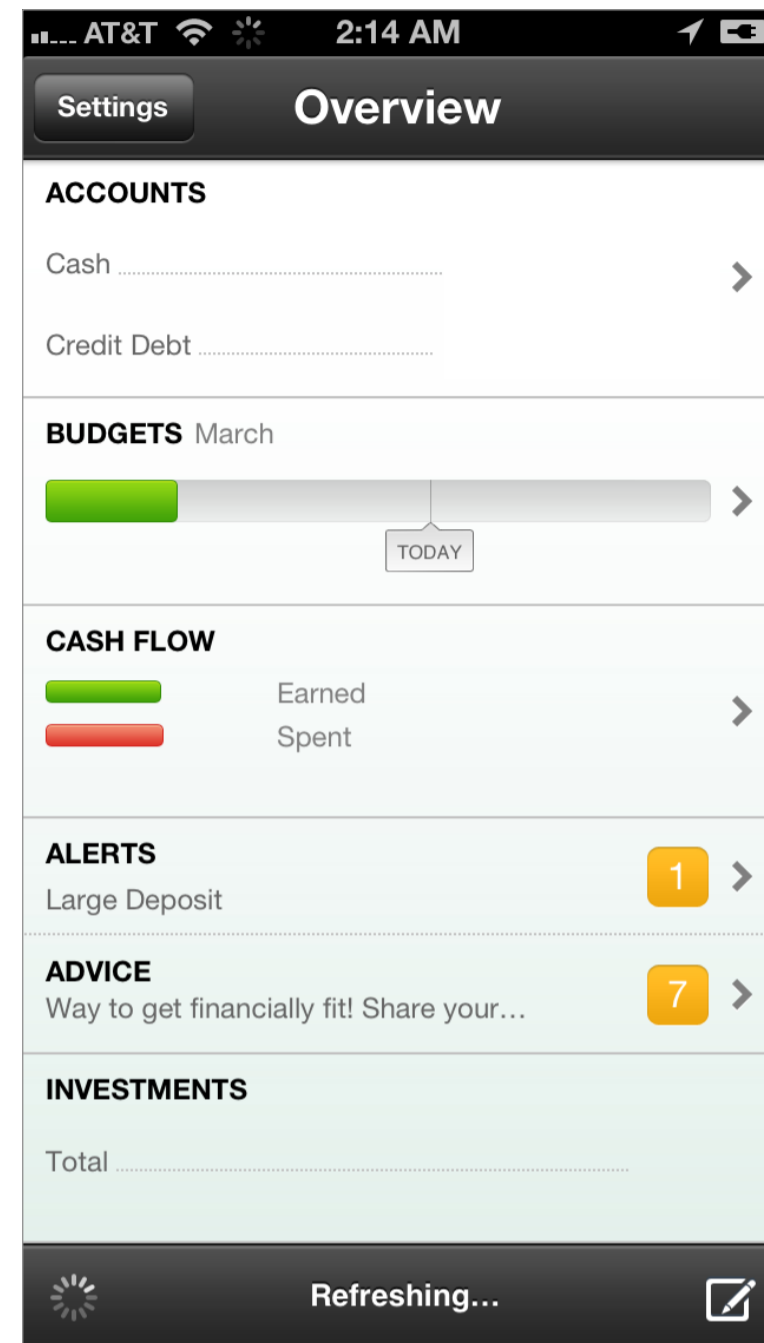 AT&T 2:14 AM
Settings Overview
ACCOUNTS
Cash
Credit Debt
BUDGETS March
TODAY
CASH FLOW
Earned
Spent
ALERTS
1
Large Deposit
ADVICE
7
Way to get financially fit! Share your...
INVESTMENTS
Total
Refreshing...